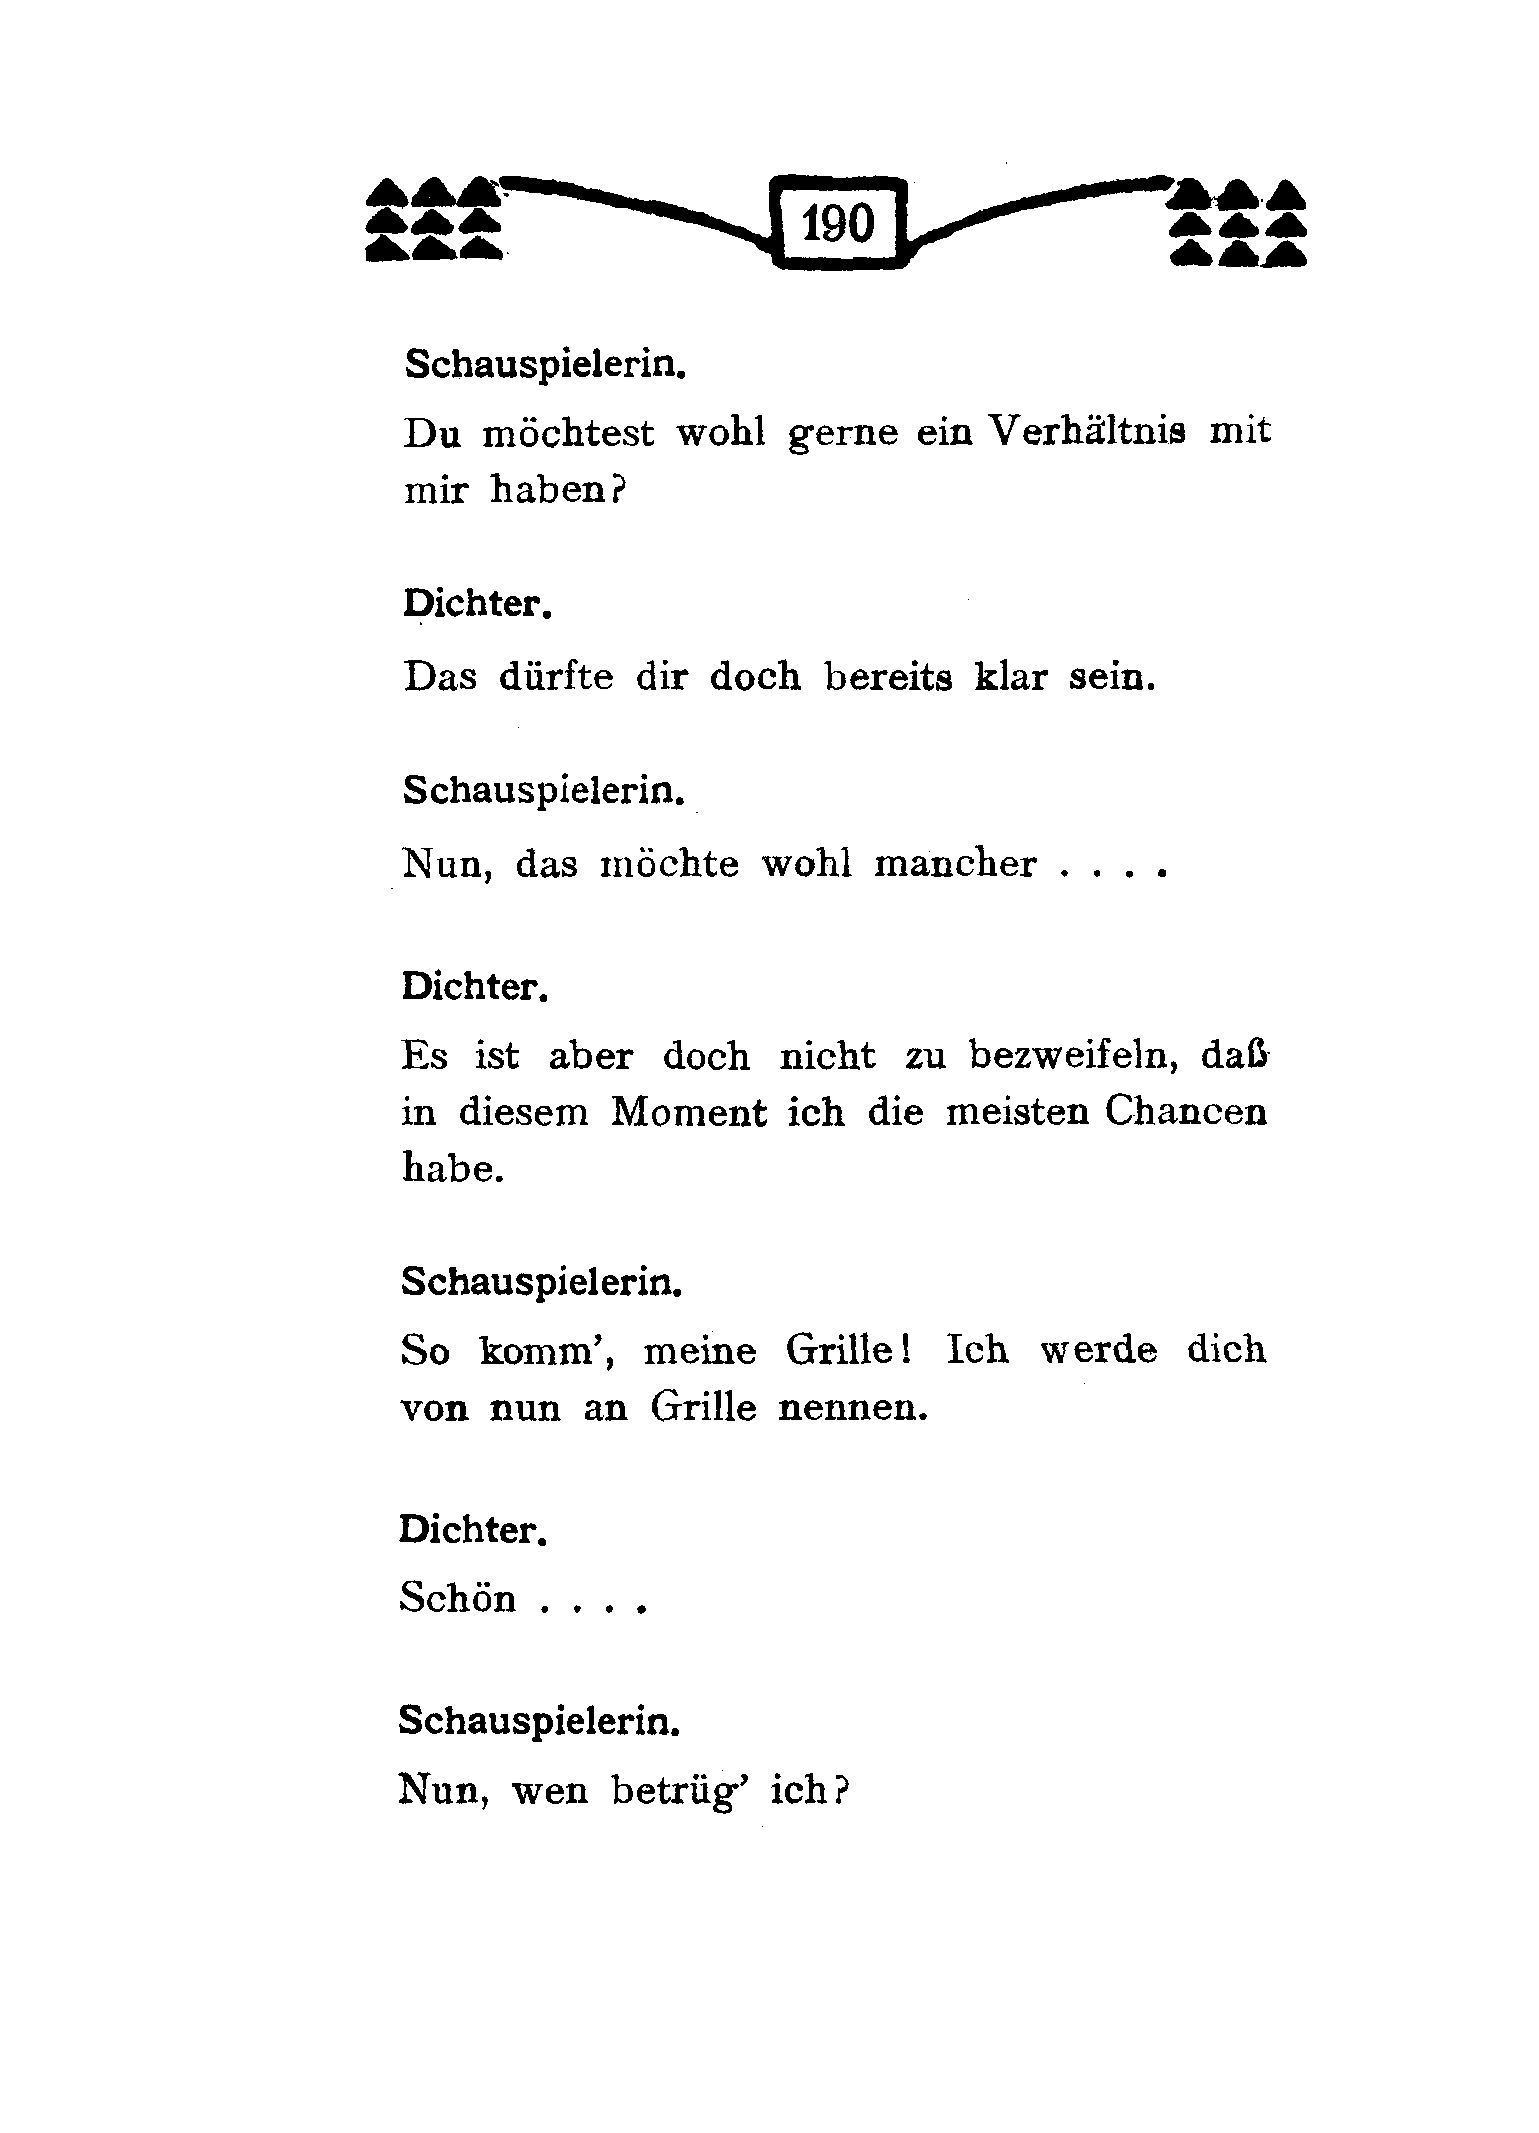 190
Schauspielerin.
Du möchtest wohl gerne ein Verhältnis mit
mir haben?
Dichter.
Das dürfte dir doch bereits klar sein.
Schauspielerin.
Nun, das möchte wohl mancher . . . .
Dichter.
Es ist aber doch nicht zu bezweifeln, daß
in diesem Moment ich die meisten Chancen
habe.
Schauspielerin.
So komm’, meine Grille! Ich werde dich
von nun an Grille nennen.
Dichter.
Schön . . . .
Schauspielerin.
Nun, wen betrüg’ ich?